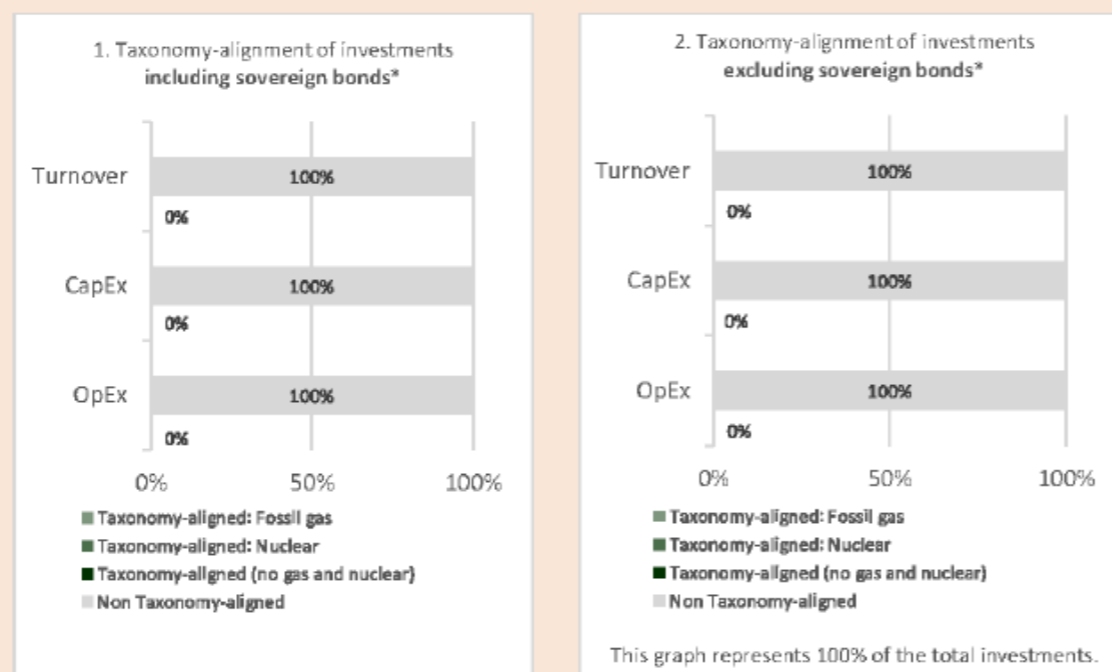 1. Taxonomy-alignment of investments
including sovereign bonds*
Turnover
100%
0%
CapEx
100%
0%
OpEx
100%
0%
0% 50% 100%
Taxonomy-aligned: Fossil gas
Taxonomy-aligned: Nuclear
Taxonomy-aligned (no gas and nuclear)
Non Taxonomy-aligned
2. Taxonomy-alignment of investments
excluding sovereign bonds*
Turnover
100%
0%
CapEx
100%
0%
OpEx
100%
0%
0% 50% 100%
Taxonomy-aligned: Fossil gas
Taxonomy-aligned: Nuclear
Taxonomy-aligned (no gas and nuclear)
Non Taxonomy-aligned
This graph represents 100% of the total investments.